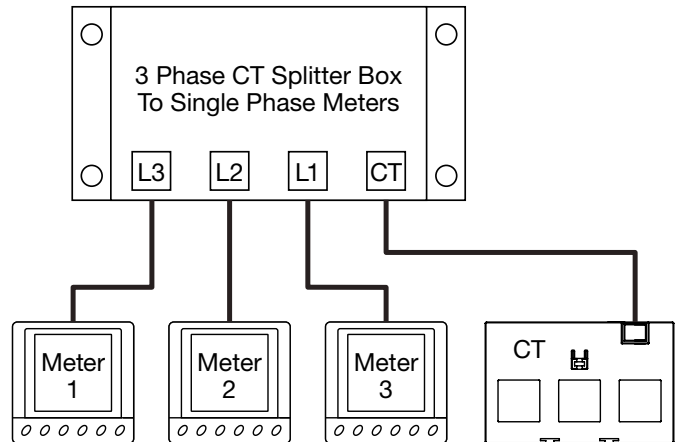 3 Phase CT Splitter Box
To Single Phase Meters
L3 L2 L1 CT
Meter
1
Meter
2
Meter
3
CT